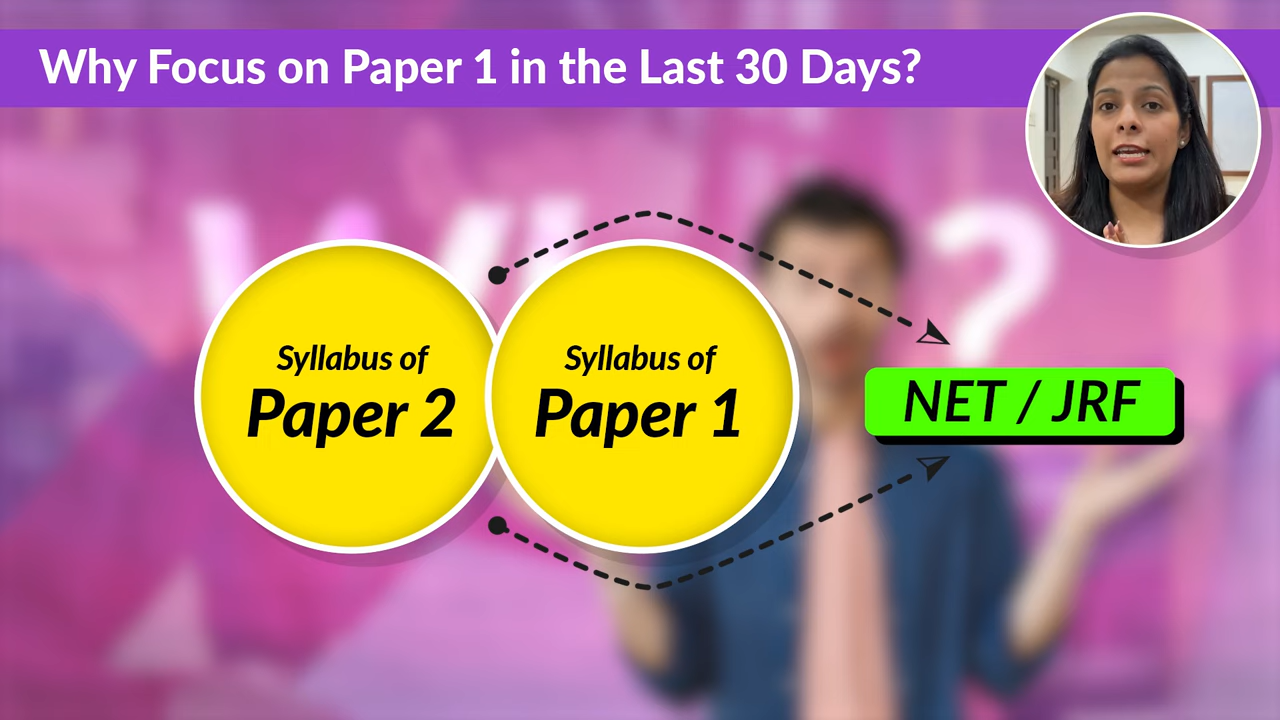 Why Focus on Paper 1 in the Last 30 Days?
Syllabus of
Paper 2
Syllabus of
Paper 1
NET / JRF
?